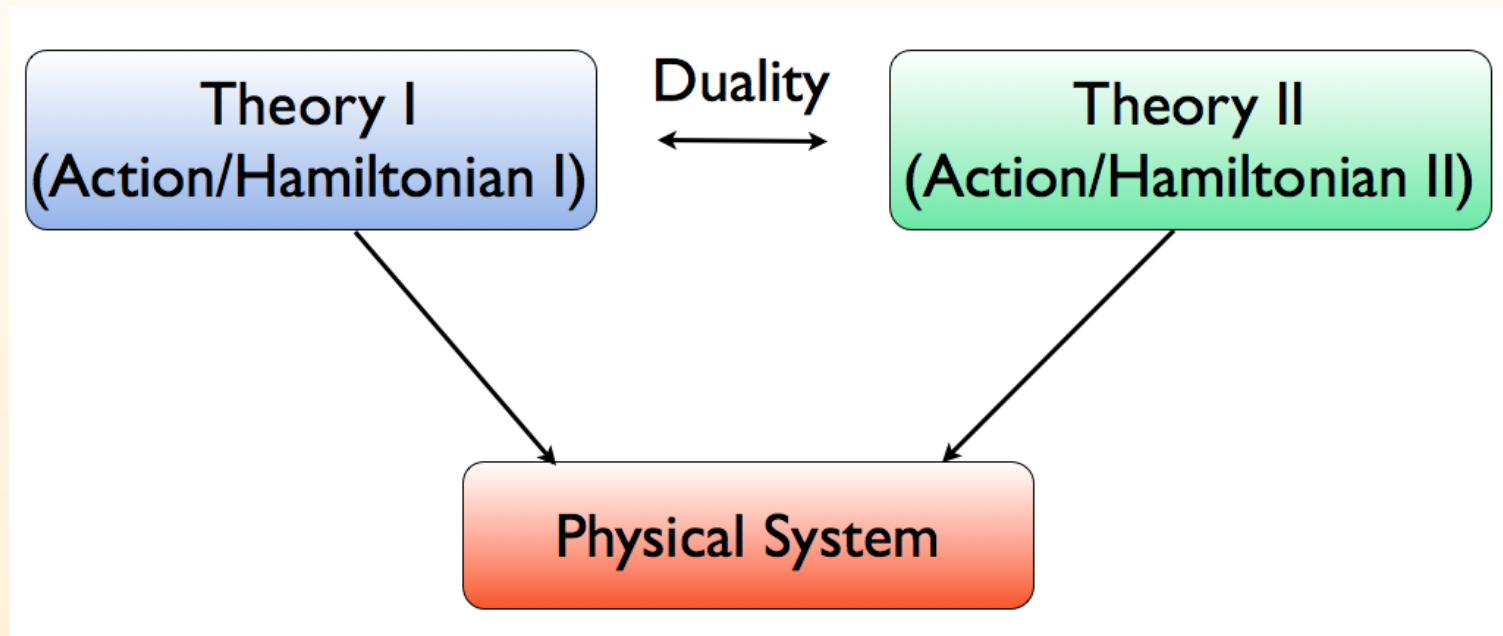 Theory I
(Action/Hamiltonian I)
Duality
Theory II
(Action/Hamiltonian II)
Physical System